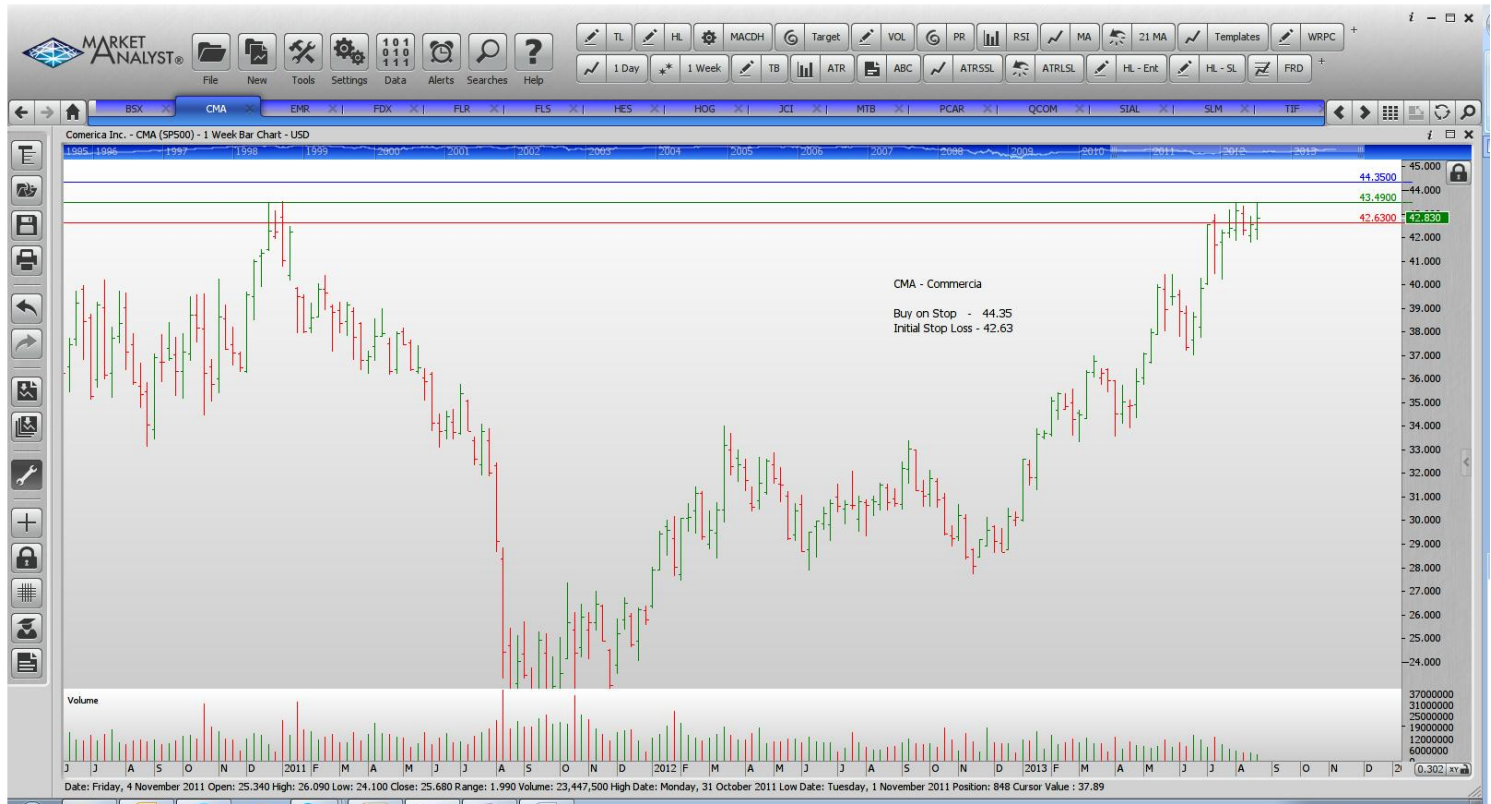 MARKET
ANALYST®
File New Tools Settings Data Alerts Searches Help
101
010
111
TL HL MACDH Target VOL PR RSI MA 21 MA Templates WRPC +
1 Day 1 Week TB ATR ABC ATRSSL ATRLSL HL - Ent HL - SL FRD +
BSX CMA EMR FDX FLR FLS HES HOG JCI MTB PCAR QCOM SIAL SLM TIF
Comerica Inc. - CMA (SP500) - 1 Week Bar Chart - USD
1995 1996 1997 1998 1999 2000 2001 2002 2003 2004 2005 2006 2007 2008 2009 2010 2011 2012 2013
45.000
44.3500
44.000
43.4900
42.6300 42.830
42.000
41.000
CMA - Commercia
40.000
39.000
Buy on Stop - 44.35
Initial Stop Loss - 42.63
38.000
37.000
36.000
35.000
34.000
33.000
32.000
31.000
30.000
29.000
28.000
27.000
26.000
25.000
24.000
Volume
37000000
31000000
25000000
19000000
12000000
6000000
0
J J A S O N D 2011 F M A M J J A S O N D 2012 F M A M J J A S O N D 2013 F M A M J J A S O N D 2
0.302 XY
Date: Friday, 4 November 2011 Open: 25.340 High: 26.090 Low: 24.100 Close: 25.680 Range: 1.990 Volume: 23,447,500 High Date: Monday, 31 October 2011 Low Date: Tuesday, 1 November 2011 Position: 848 Cursor Value : 37.89